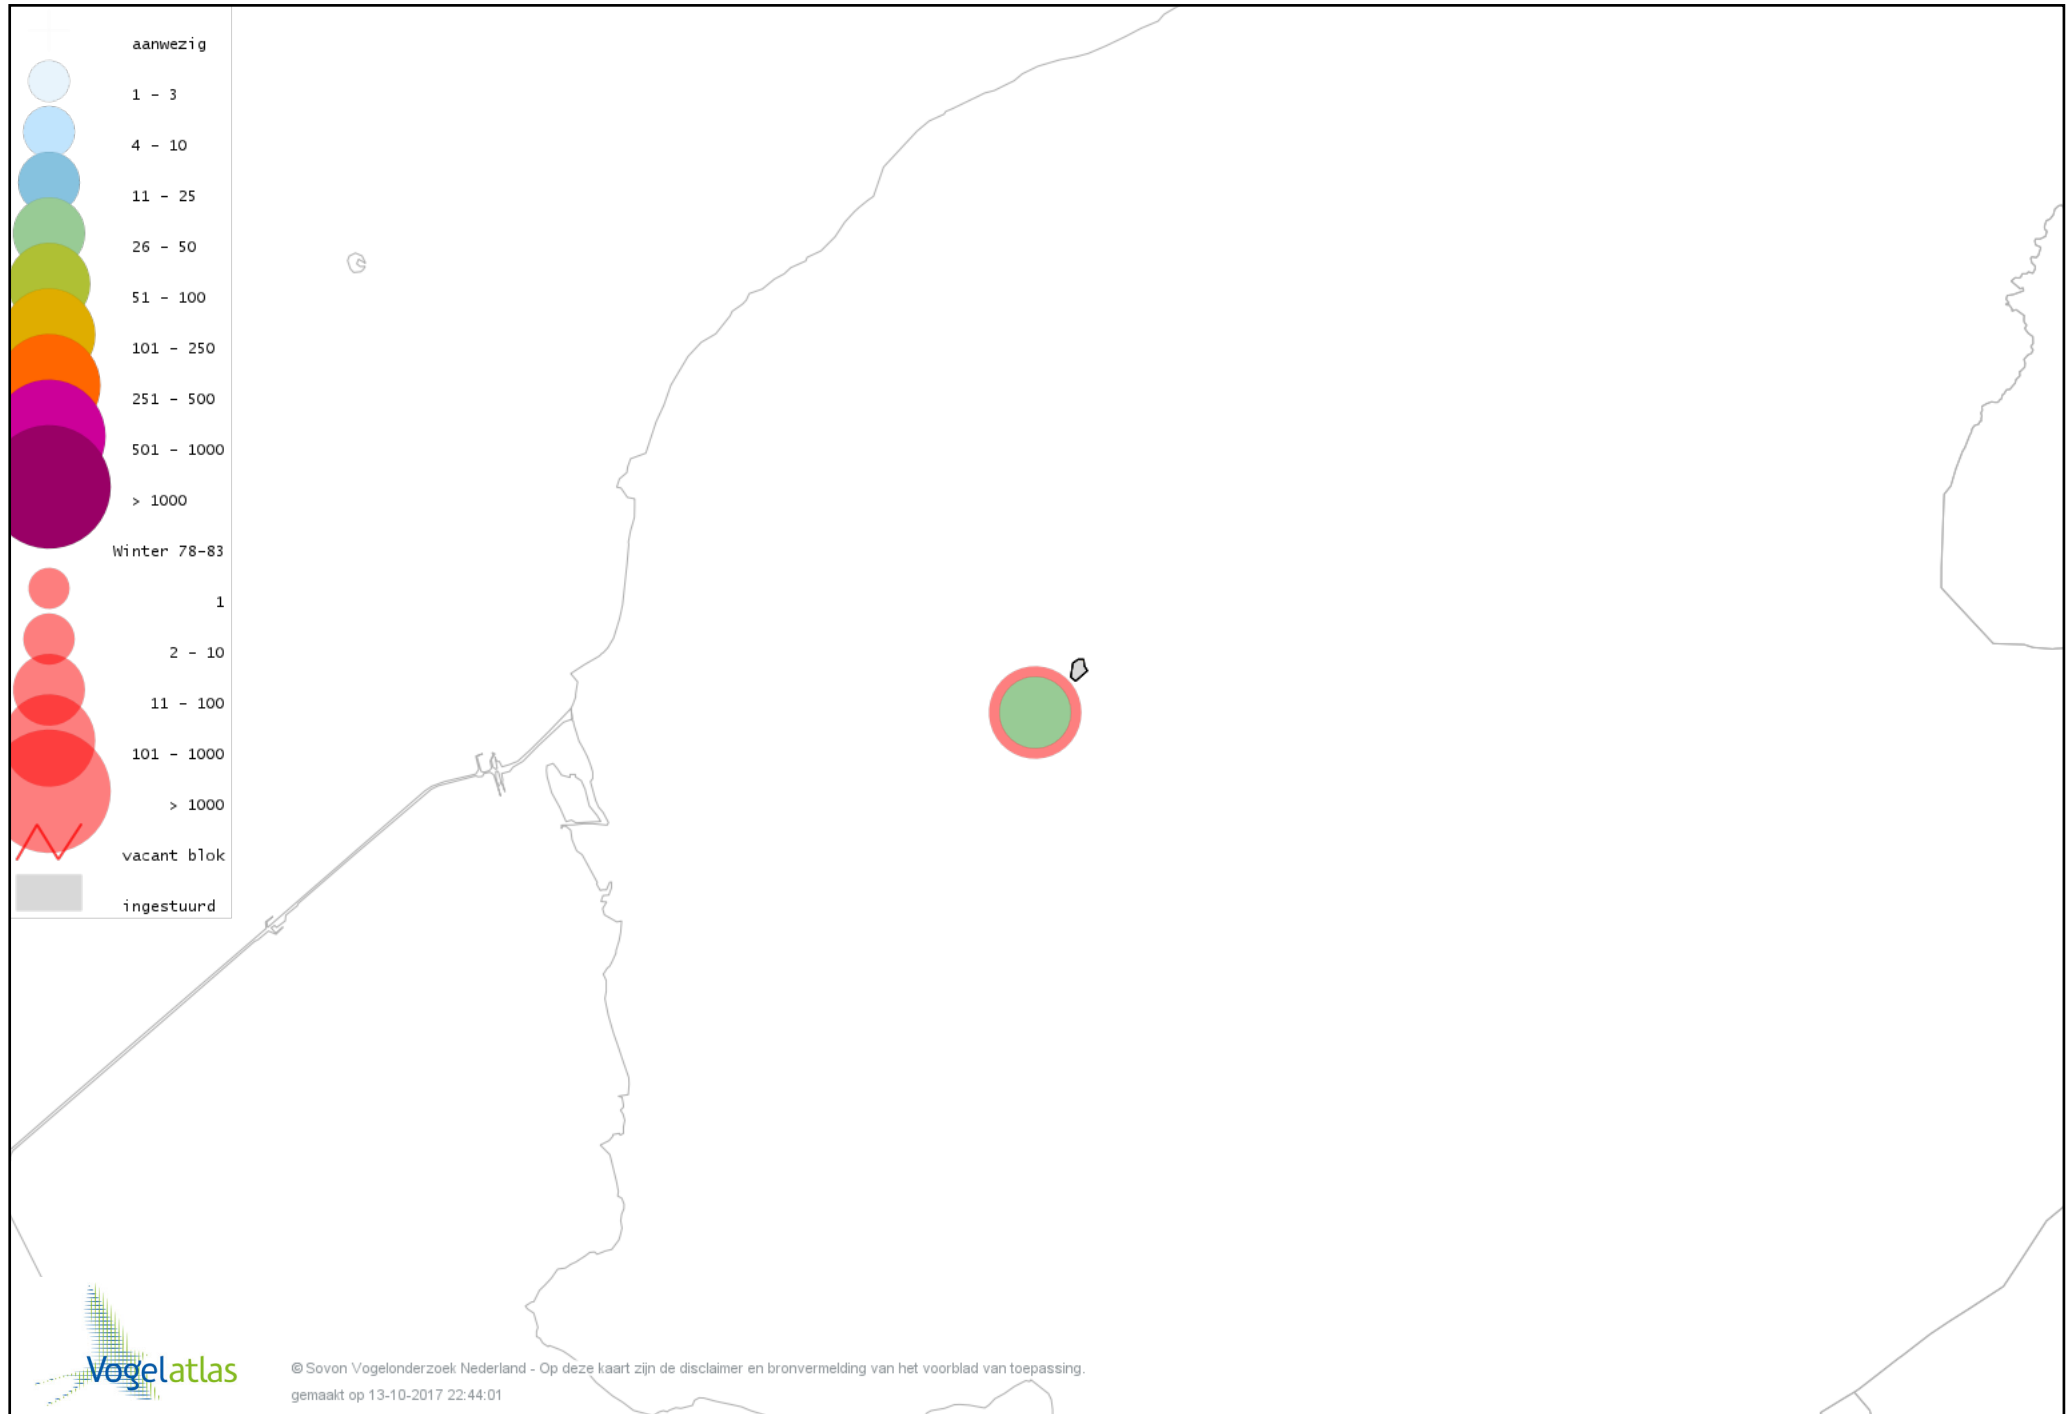 aanwezig
1 - 3
4 - 10
11 - 25
26 - 50
51 - 100
101 - 250
251 - 500
501 - 1000
> 1000
Winter 78-83
1
2 - 10
11 - 100
101 - 1000
> 1000
vacant blok
ingestuurd
Vogelatlas
© Sovon Vogelonderzoek Nederland - Op deze kaart zijn de disclaimer en bronvermelding van het voorblad van toepassing.
gemaakt op 13-10-2017 22:44:01